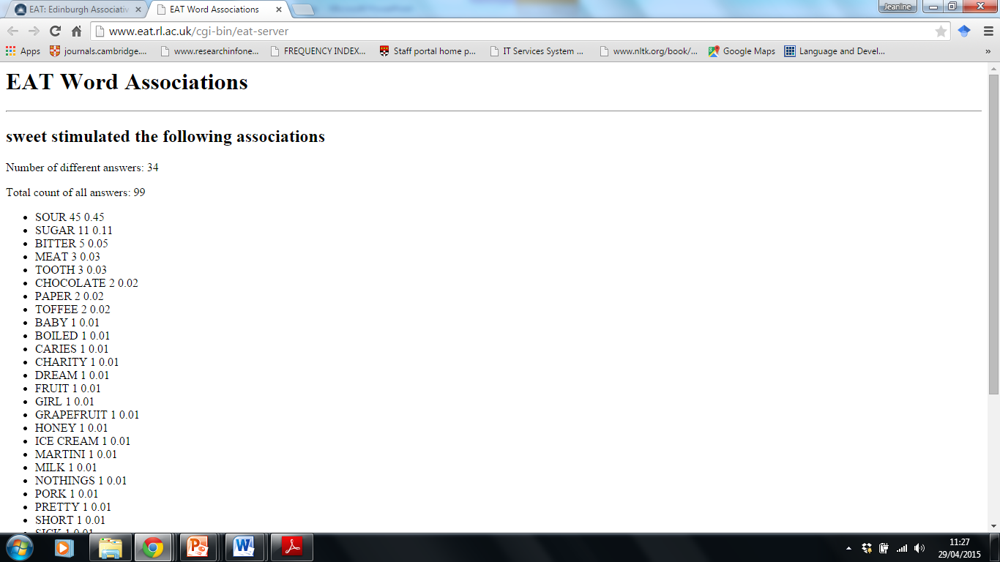 EAT: Edinburgh Associativ
EAT Word Associations
Jeanine
www.eat.rl.ac.uk/cgi-bin/eat-server
Apps journals.cambridge.... www.researchinfone... FREQUENCY INDEX... Staff portal home p... IT Services System ... www.nltk.org/book/... Google Maps Language and Devel... »
EAT Word Associations
sweet stimulated the following associations
Number of different answers: 34
Total count of all answers: 99
• SOUR 45 0.45
• SUGAR 11 0.11
• BITTER 5 0.05
• MEAT 3 0.03
• TOOTH 3 0.03
• CHOCOLATE 2 0.02
• PAPER 2 0.02
• TOFFEE 2 0.02
• BABY 1 0.01
• BOILED 1 0.01
• CARIES 1 0.01
• CHARITY 1 0.01
• DREAM 1 0.01
• FRUIT 1 0.01
• GIRL 1 0.01
• GRAPEFRUIT 1 0.01
• HONEY 1 0.01
• ICE CREAM 1 0.01
• MARTINI 1 0.01
• MILK 1 0.01
• NOTHINGS 1 0.01
• PORK 1 0.01
• PRETTY 1 0.01
• SHORT 1 0.01
• SICK 1 0.01
11:27
29/04/2015